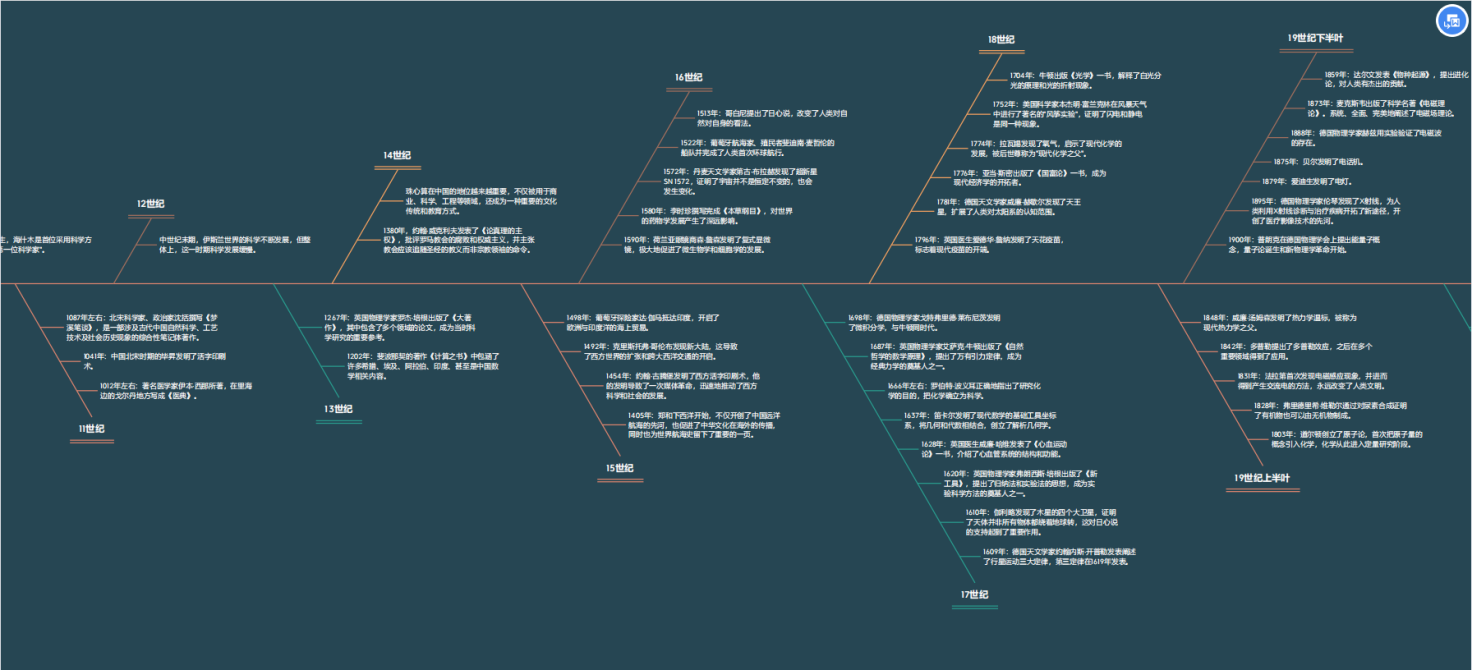 18世纪
19世纪下半叶
16世纪
14世纪
12世纪
1704年：牛顿出版《光学》一书，解释了白光分
光的原理和光的折射现象。
1752年：美国科学家本杰明·富兰克林在风暴天气
中进行了著名的“风筝实验”，证明了闪电和静电
是同一种现象。
1774年：拉瓦锡发现了氧气，启示了现代化学的
发展，被后世尊称为“现代化学之父”。
1776年：亚当·斯密出版了《国富论》一书，成为
现代经济学的开拓者。
1781年：德国天文学家威廉·赫歇尔发现了天王
星，扩展了人类对太阳系的认知范围。
1796年：英国医生爱德华·詹纳发明了天花疫苗，
标志着现代疫苗的开端。
1859年：达尔文发表《物种起源》，提出进化
论，对人类有杰出的贡献。
1873年：麦克斯韦出版了科学名著《电磁理
论》。系统、全面、完美地阐述了电磁场理论。
1888年：德国物理学家赫兹用实验验证了电磁波
的存在。
1875年：贝尔发明了电话机。
1879年：爱迪生发明了电灯。
1895年：德国物理学家伦琴发现了X射线，为人
类利用X射线诊断与治疗疾病开拓了新途径，开
创了医疗影像技术的先河。
1900年：普朗克在德国物理学会上提出能量子概
念，量子论诞生和新物理学革命开始。
1513年：哥白尼提出了日心说，改变了人类对自
然对自身的看法。
1522年：葡萄牙航海家、殖民者斐迪南·麦哲伦的
船队并完成了人类首次环球航行。
1572年：丹麦天文学家第谷·布拉赫发现了超新星
SN 1572，证明了宇宙并不是恒定不变的，也会
发生变化。
1580年：李时珍撰写完成《本草纲目》，对世界
的药物学发展产生了深远影响。
1590年：荷兰亚斯磷南森·詹森发明了复式显微
镜，极大地促进了微生物学和细胞学的发展。
珠心算在中国的地位越来越重要，不仅被用于商
业、科学、工程等领域，还成为一种重要的文化
传统和教育方式。
1380年，约翰·威克利夫发表了《论真理的主
权》，批评罗马教会的腐败和权威主义，并主张
教会应该追随圣经的教义而非宗教领袖的命令。
中世纪末期，伊斯兰世界的科学不断发展，但整
体上，这一时期科学发展缓慢。
生、海什木是首位采用科学方
一位科学家”。
1087年左右：北宋科学家、政治家沈括撰写《梦
溪笔谈》，是一部涉及古代中国自然科学、工艺
技术及社会历史现象的综合性笔记体著作。
1041年：中国北宋时期的毕昇发明了活字印刷
术。
1012年左右：著名医学家伊本·西那所著，在里海
边的戈尔丹地方写成《医典》。
11世纪
1267年：英国物理学家罗杰·培根出版了《大著
作》，其中包含了多个领域的论文，成为当时科
学研究的重要参考。
1202年：斐波那契的著作《计算之书》中包涵了
许多希腊、埃及、阿拉伯、印度、甚至是中国数
学相关内容。
13世纪
1498年：葡萄牙探险家达·伽马抵达印度，开启了
欧洲与印度洋的海上贸易。
1492年：克里斯托弗·哥伦布发现新大陆，这导致
了西方世界的扩张和跨大西洋交通的开启。
1454年：约翰·古腾堡发明了西方活字印刷术，他
的发明导致了一次媒体革命，迅速地推动了西方
科学和社会的发展。
1405年：郑和下西洋开始，不仅开创了中国远洋
航海的先河，也促进了中华文化在海外的传播，
同时也为世界航海史留下了重要的一页。
15世纪
1698年：德国物理学家戈特弗里德·莱布尼茨发明
了微积分学，与牛顿同时代。
1687年：英国物理学家艾萨克·牛顿出版了《自然
哲学的数学原理》，提出了万有引力定律，成为
经典力学的奠基人之一。
1666年左右：罗伯特·波义耳正确地指出了研究化
学的目的，把化学确立为科学。
1637年：笛卡尔发明了现代数学的基础工具坐标
系，将几何和代数相结合，创立了解析几何学。
1628年：英国医生威廉·哈维发表了《心血运动
论》一书，介绍了心血管系统的结构和功能。
1620年：英国物理学家弗朗西斯·培根出版了《新
工具》，提出了归纳法和实验法的思想，成为实
验科学方法的奠基人之一。
1610年：伽利略发现了木星的四个大卫星，证明
了天体并非所有物体都绕着地球转，这对日心说
的支持起到了重要作用。
1609年：德国天文学家约翰内斯·开普勒发表阐述
了行星运动三大定律，第三定律在1619年发表。
17世纪
1848年：威廉·汤姆森发明了热力学温标，被称为
现代热力学之父。
1842年：多普勒提出了多普勒效应，之后在多个
重要领域得到了应用。
1831年：法拉第首次发现电磁感应现象，并进而
得到产生交流电的方法，永远改变了人类文明。
1828年：弗里德里希·维勒尔通过对尿素合成证明
了有机物也可以由无机物制成。
1803年：道尔顿创立了原子论，首次把原子量的
概念引入化学，化学从此进入定量研究阶段。
19世纪上半叶